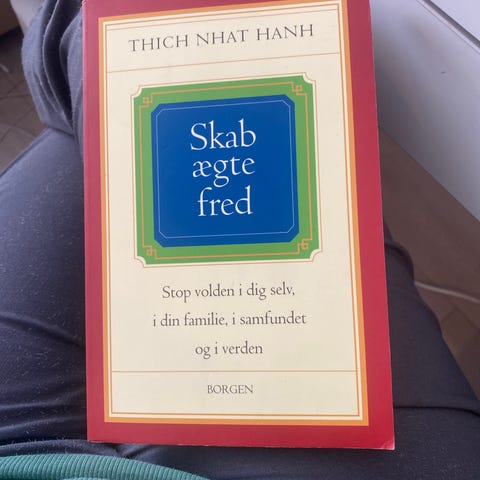 THICH NHAT HANH
Skab
ægte
fred
Stop volden i dig selv,
i din familie, i samfundet
og i verden
BORGEN